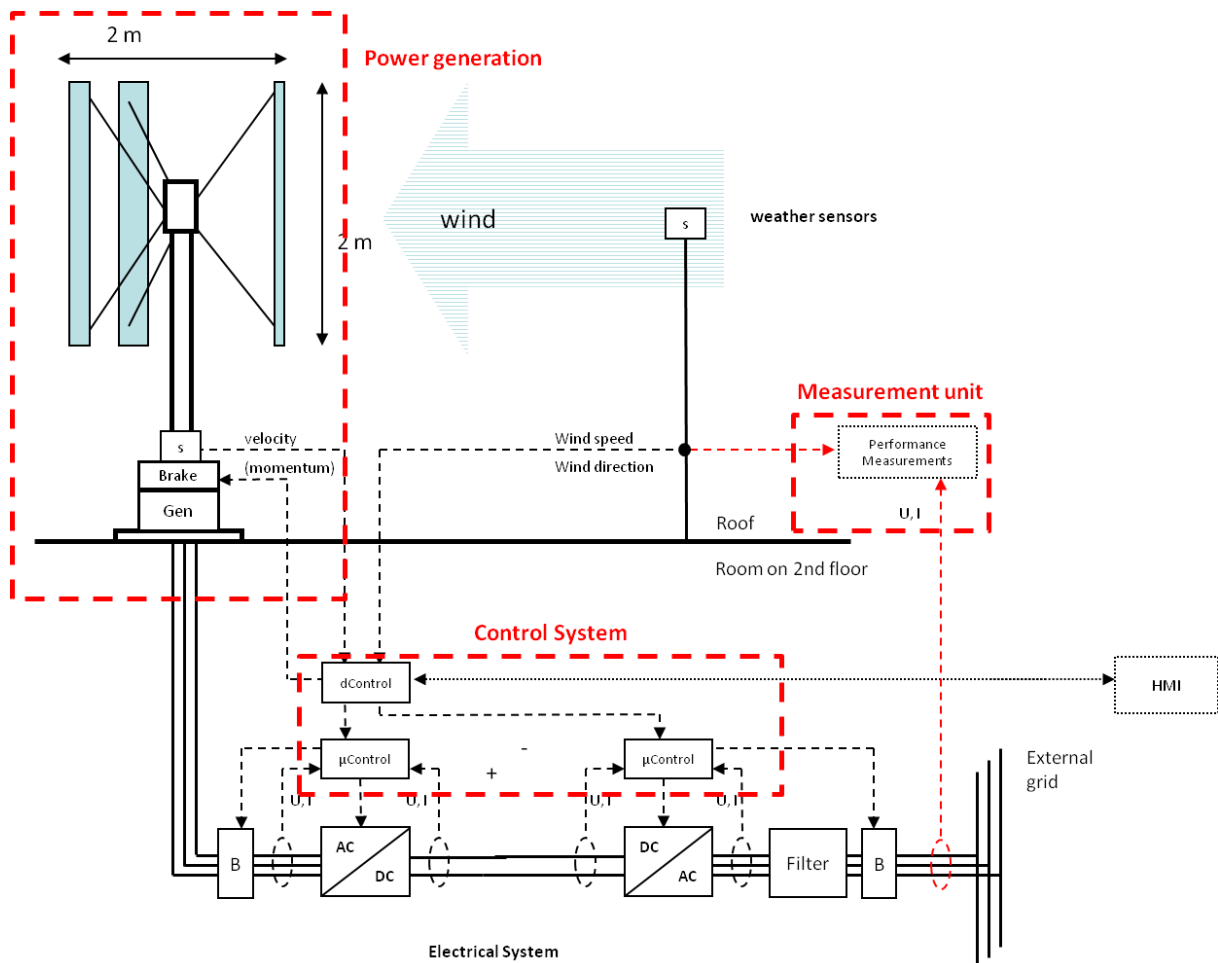 2 m
Power generation
wind
2 m
s
weather sensors
Measurement unit
s
velocity
(momentum)
Wind speed
Wind direction
Performance
Measurements
Brake
Gen
U, I
Roof
Room on 2nd floor
Control System
dControl
HMI
µControl
-
+
µControl
External
grid
U, I
U, I
U, I
U, I
B
AC
DC
DC
AC
Filter
B
Electrical System